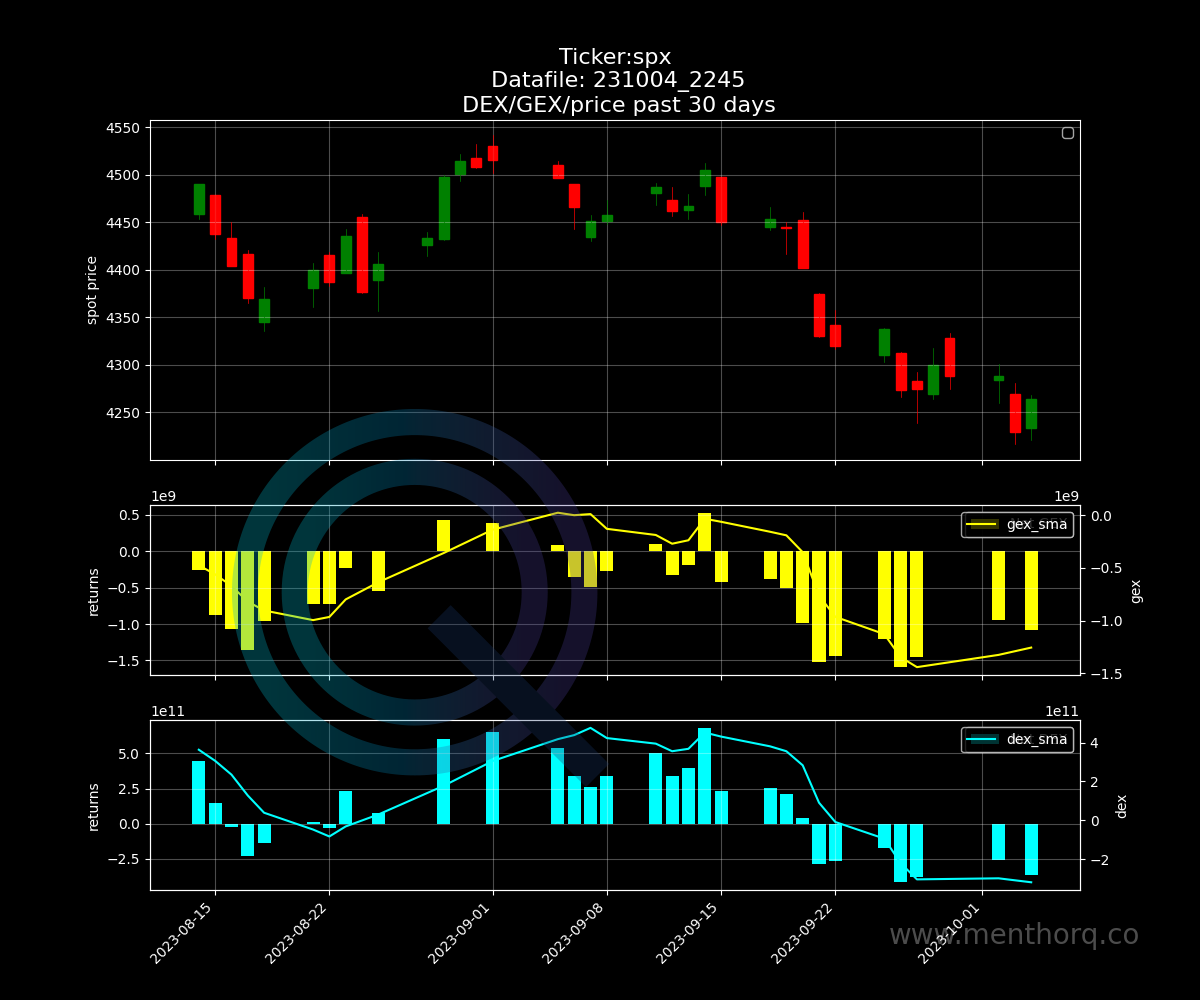 Ticker:spx
Datafile: 231004_2245
DEX/GEX/price past 30 days
4550
4500
4450
4400
4350
4300
4250
spot price
1e9
1e9
0.5
0.0
−0.5
−1.0
−1.5
returns
gex_sma
0.0
−0.5
−1.0
−1.5
gex
1e11
1e11
5.0
2.5
0.0
−2.5
returns
dex_sma
4
2
0
−2
dex
2023-08-15
2023-08-22
2023-09-01
2023-09-08
2023-09-15
2023-09-22
2023-10-01
www.menthorq.co